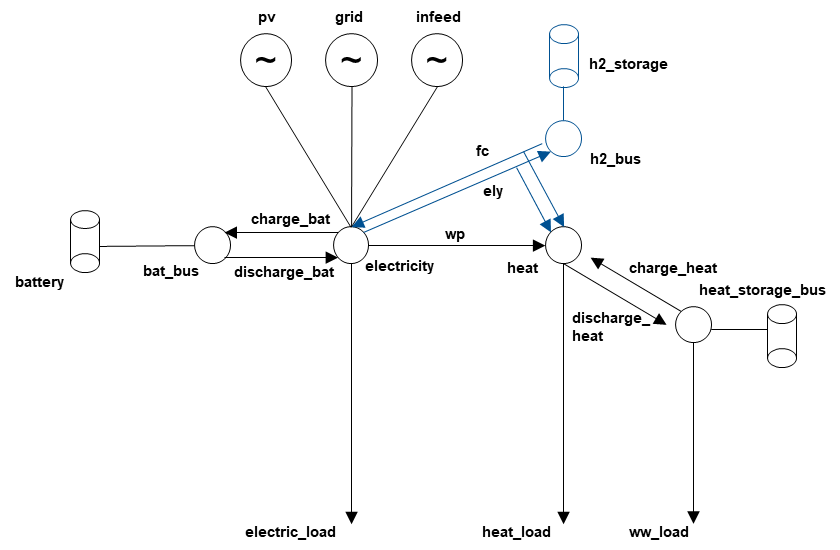 pv
grid
infeed
h2_storage
fc
h2_bus
ely
charge_bat
wp
battery
bat_bus
discharge_bat
electricity
heat
charge_heat
heat_storage_bus
discharge_
heat
electric_load
heat_load
ww_load